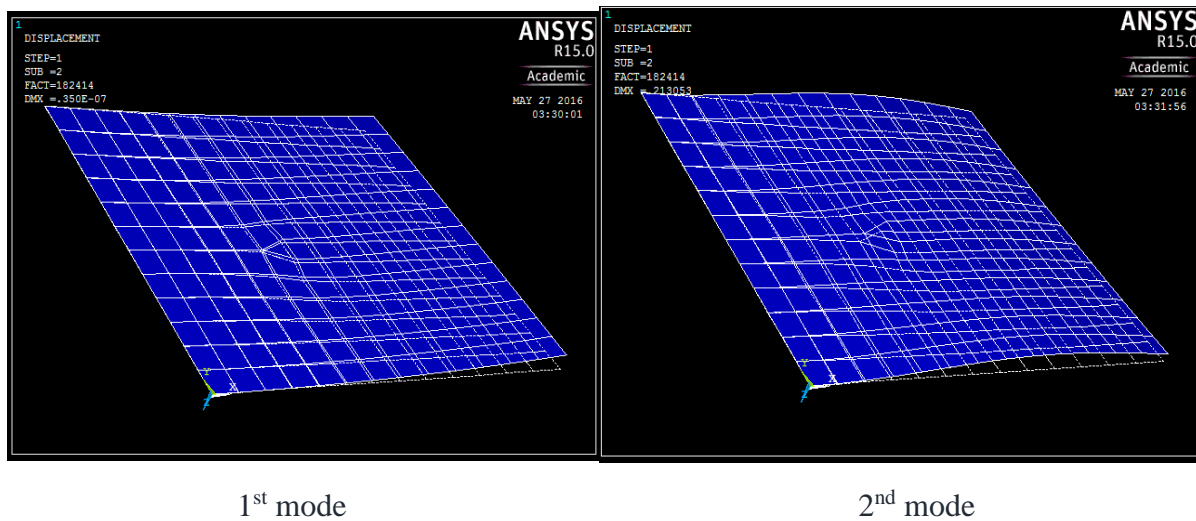 1
DISPLACEMENT
STEP=1
SUB =2
FACT=182414
DMX =.350E-07
ANSYS
R15.0
Academic
MAY 27 2016
03:30:01
Y
X
Z
1
DISPLACEMENT
STEP=1
SUB =2
FACT=182414
DMX =.213053
ANSYS
R15.0
Academic
MAY 27 2016
03:31:56
Y
X
Z
1st mode
2nd mode